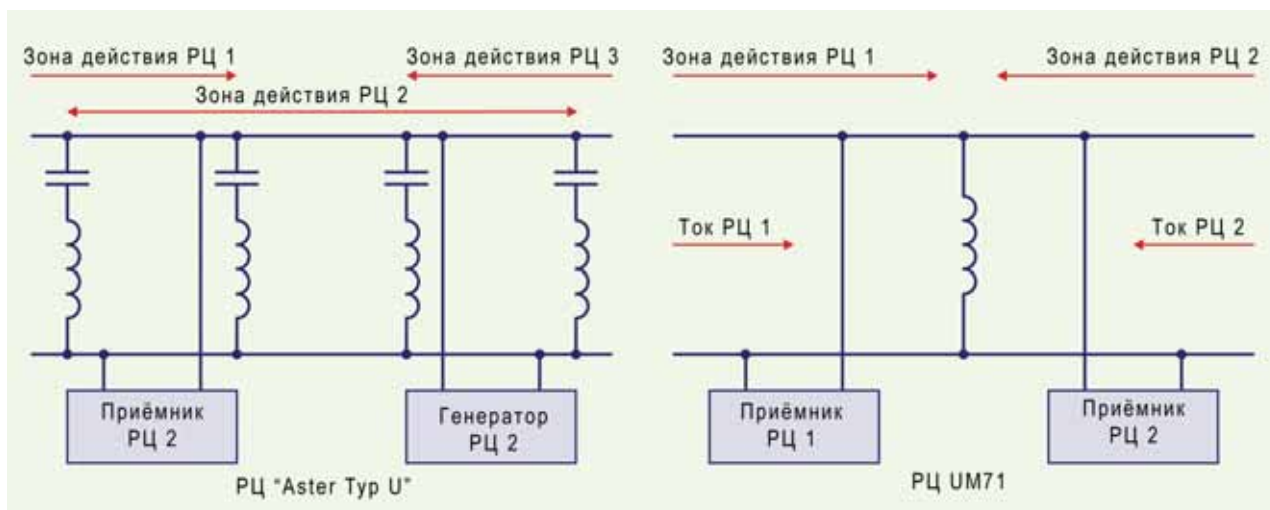 Зона действия РЦ 1
Зона действия РЦ 3
Зона действия РЦ 2
Приёмник
РЦ 2
Генератор
РЦ 2
РЦ “Aster Typ U”
Зона действия РЦ 1
Зона действия РЦ 2
Ток РЦ 1
Ток РЦ 2
Приёмник
РЦ 1
Приёмник
РЦ 2
РЦ UM71